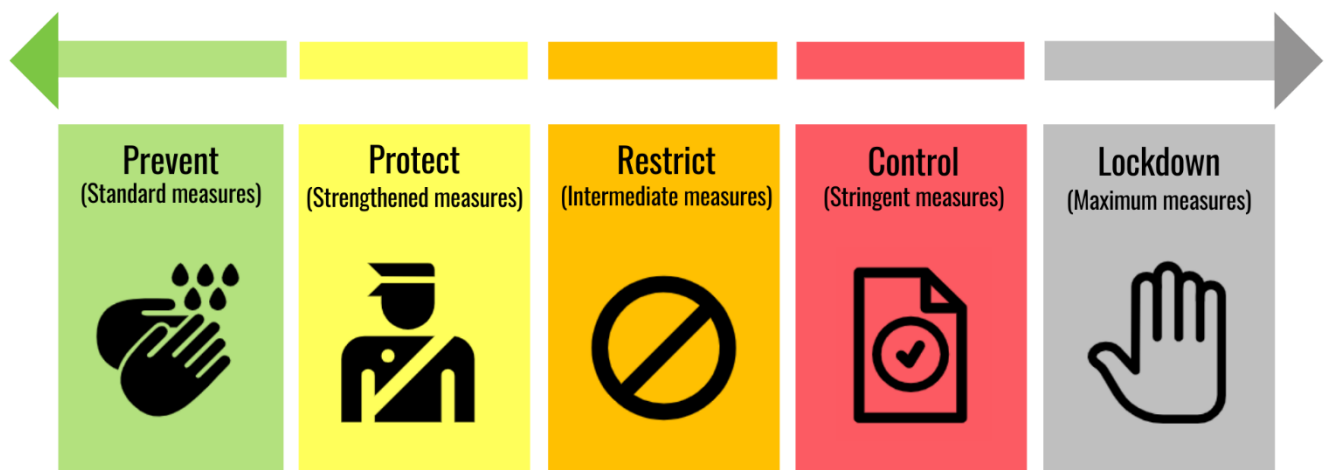 Prevent
(Standard measures)
Protect
(Strengthened measures)
Restrict
(Intermediate measures)
Control
(Stringent measures)
Lockdown
(Maximum measures)